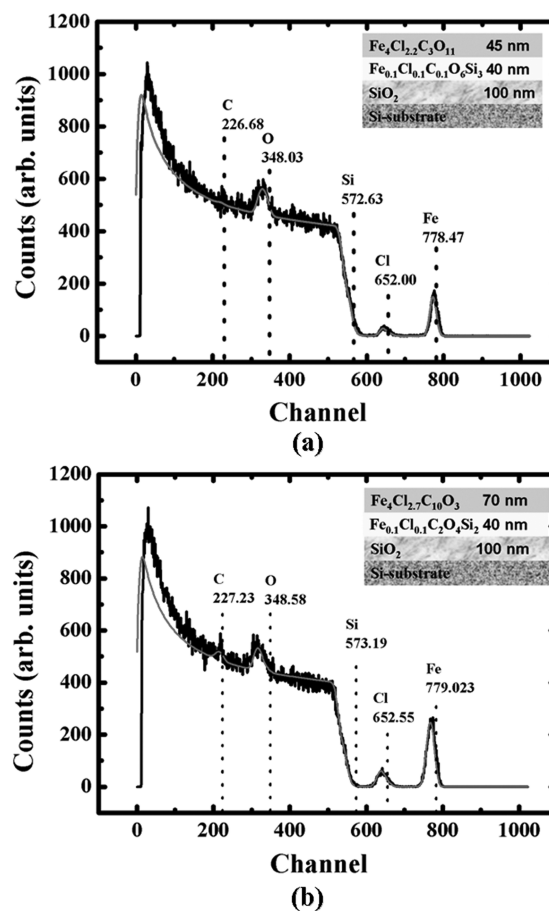 1200
1000
800
600
400
200
0
Counts (arb. units)
C
226.68
O
348.03
Si
572.63
Cl
652.00
Fe
778.47
Fe₄Cl₂.₂C₃O₁₁ 45 nm
Fe₀.₁Cl₀.₁C₀.₁O₆Si₃ 40 nm
SiO₂ 100 nm
Si-substrate
0 200 400 600 800 1000
Channel
(a)
1200
1000
800
600
400
200
0
Counts (arb. units)
C
227.23
O
348.58
Si
573.19
Cl
652.55
Fe
779.023
Fe₄Cl₂.₇C₁₀O₃ 70 nm
Fe₀.₁Cl₀.₁C₂O₄Si₂ 40 nm
SiO₂ 100 nm
Si-substrate
0 200 400 600 800 1000
Channel
(b)